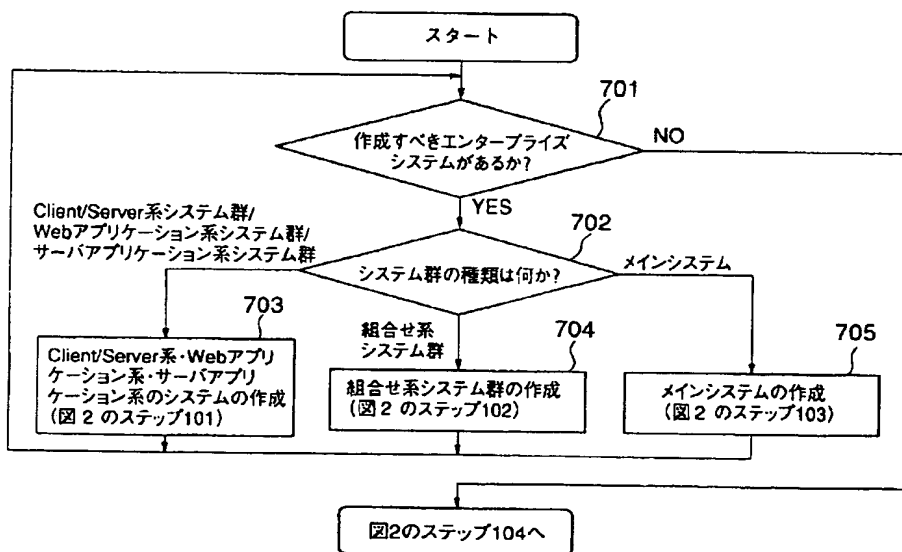 スタート
701
作成すべきエンタープライズ
システムがあるか?
NO
YES
Client/Server系システム群/
Webアプリケーション系システム群/
サーバアプリケーション系システム群
702
システム群の種類は何か?
メインシステム
703
組合せ系
システム群
704
705
Client/Server系・Webアプリ
ケーション系・サーバアプリ
ケーション系のシステムの作成
(図2のステップ101)
組合せ系システム群の作成
(図2のステップ102)
メインシステムの作成
(図2のステップ103)
図2のステップ104へ